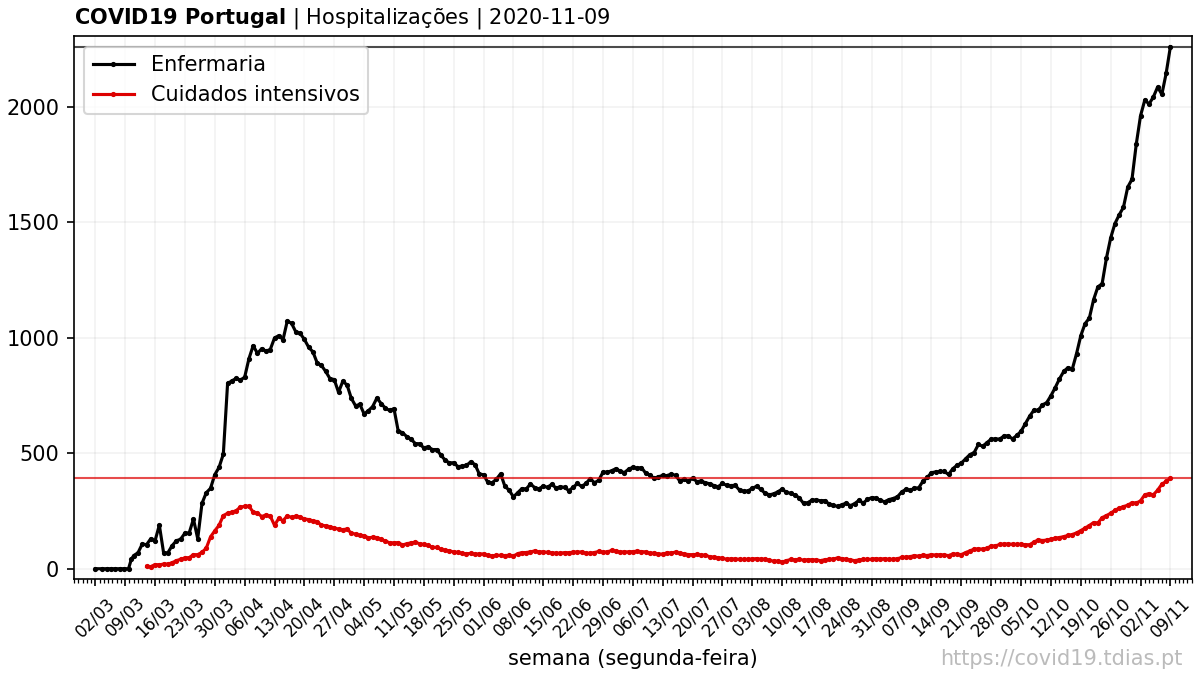 COVID19 Portugal | Hospitalizações | 2020-11-09
Enfermaria
Cuidados intensivos
2000
1500
1000
500
0
02/03 09/03 16/03 23/03 30/03 06/04 13/04 20/04 04/05 11/05 18/05 25/05 01/06 08/06 15/06 22/06 29/06 06/07 13/07 20/07 27/07 03/08 10/08 17/08 24/08 31/08 07/09 14/09 21/09 28/09 05/10 12/10 19/10 26/10 02/11 09/11
semana (segunda-feira)
https://covid19.tdias.pt